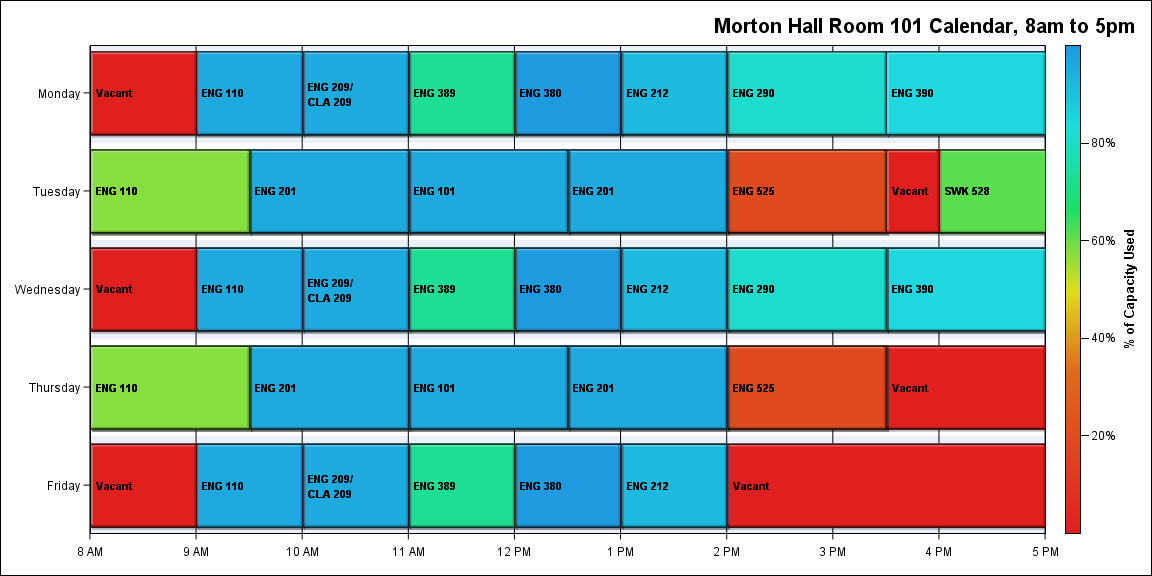 Morton Hall Room 101 Calendar, 8am to 5pm
Monday
Vacant
ENG 110
ENG 209/
CLA 209
ENG 389
ENG 380
ENG 212
ENG 290
ENG 390
Tuesday
ENG 110
ENG 201
ENG 101
ENG 201
ENG 525
Vacant
SWK 528
Wednesday
Vacant
ENG 110
ENG 209/
CLA 209
ENG 389
ENG 380
ENG 212
ENG 290
ENG 390
Thursday
ENG 110
ENG 201
ENG 101
ENG 201
ENG 525
Vacant
Friday
Vacant
ENG 110
ENG 209/
CLA 209
ENG 389
ENG 380
ENG 212
Vacant
8 AM
9 AM
10 AM
11 AM
12 PM
1 PM
2 PM
3 PM
4 PM
5 PM
80%
60%
40%
20%
% of Capacity Used